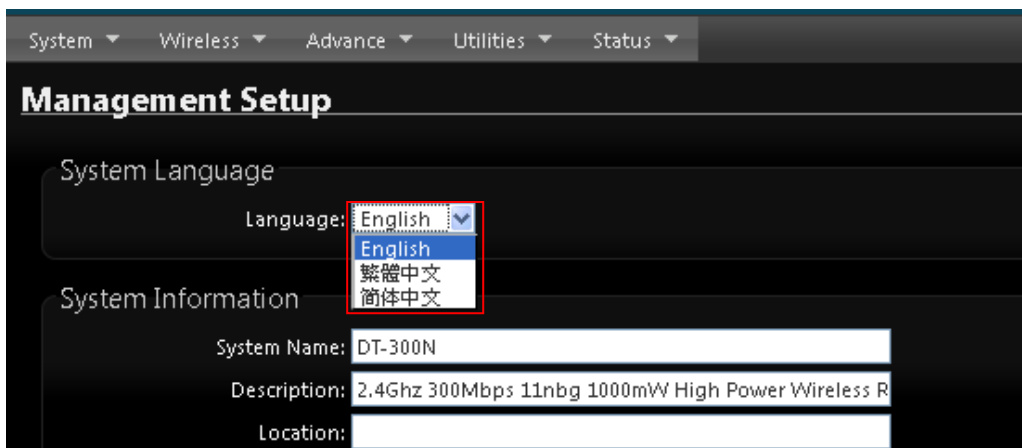 System Wireless Advance Utilities Status
Management Setup
System Language
Language: English
English
繁體中文
简体中文
System Information
System Name: DT-300N
Description: 2.4Ghz 300Mbps 11nbg 1000mW High Power Wireless R
Location: